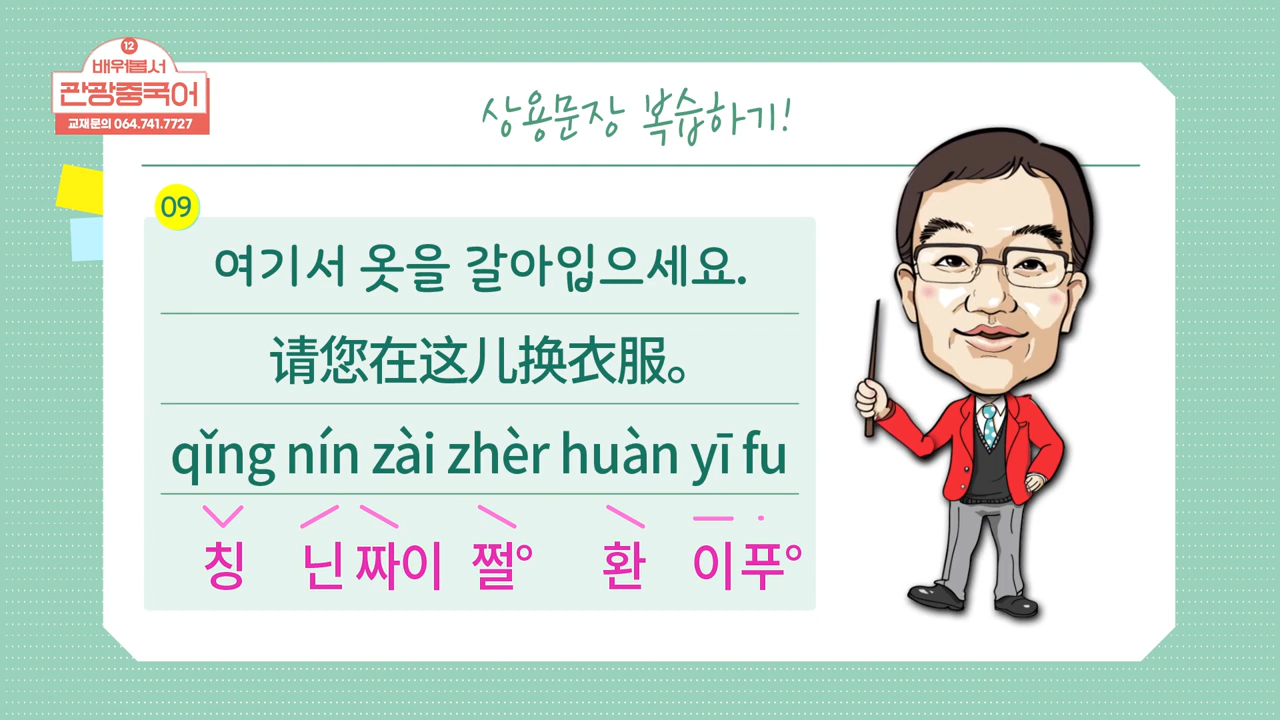 12
배워봅서
관광중국어
교재문의 064.741.7727
상용문장 복습하기!
09
여기서 옷을 갈아입으세요.
请您在这儿换衣服。
qǐng nín zài zhèr huàn yī fu
칭 닌 짜이 쩔° 환 이 푸°